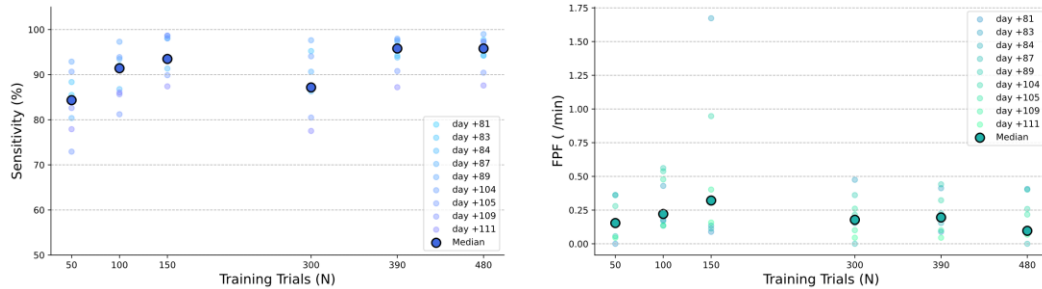 100
90
80
70
60
50
Sensitivity (%)
50
100
150
300
390
480
Training Trials (N)
day +81
day +83
day +84
day +87
day +89
day +104
day +105
day +109
day +111
Median
1.75
1.50
1.25
1.00
0.75
0.50
0.25
0.00
FPF ( /min)
50
100
150
300
390
480
Training Trials (N)
day +81
day +83
day +84
day +87
day +89
day +104
day +105
day +109
day +111
Median